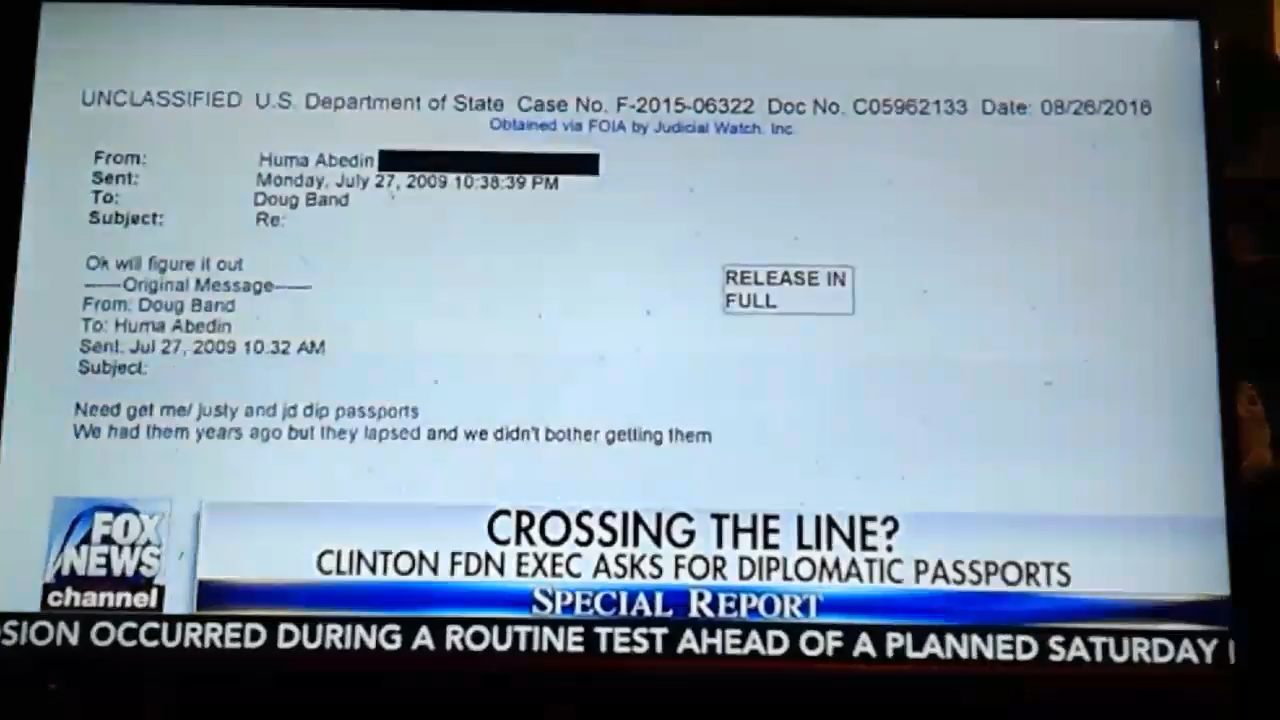 UNCLASSIFIED U.S. Department of State Case No. F-2015-06322 Doc No. C05962133 Date: 08/26/2016
Obtained via FOIA by Judicial Watch, Inc.
From: Huma Abedin
Sent: Monday, July 27, 2009 10:38:39 PM
To: Doug Band
Subject: Re:
Ok will figure it out
-----Original Message-----
From: Doug Band
To: Huma Abedin
Sent: Jul 27, 2009 10:32 AM
Subject:
RELEASE IN
FULL
Need get me/ justy and jd dip passports
We had them years ago but they lapsed and we didn't bother getting them
FOX
NEWS
channel
CROSSING THE LINE?
CLINTON FDN EXEC ASKS FOR DIPLOMATIC PASSPORTS
SPECIAL REPORT
SION OCCURRED DURING A ROUTINE TEST AHEAD OF A PLANNED SATURDAY